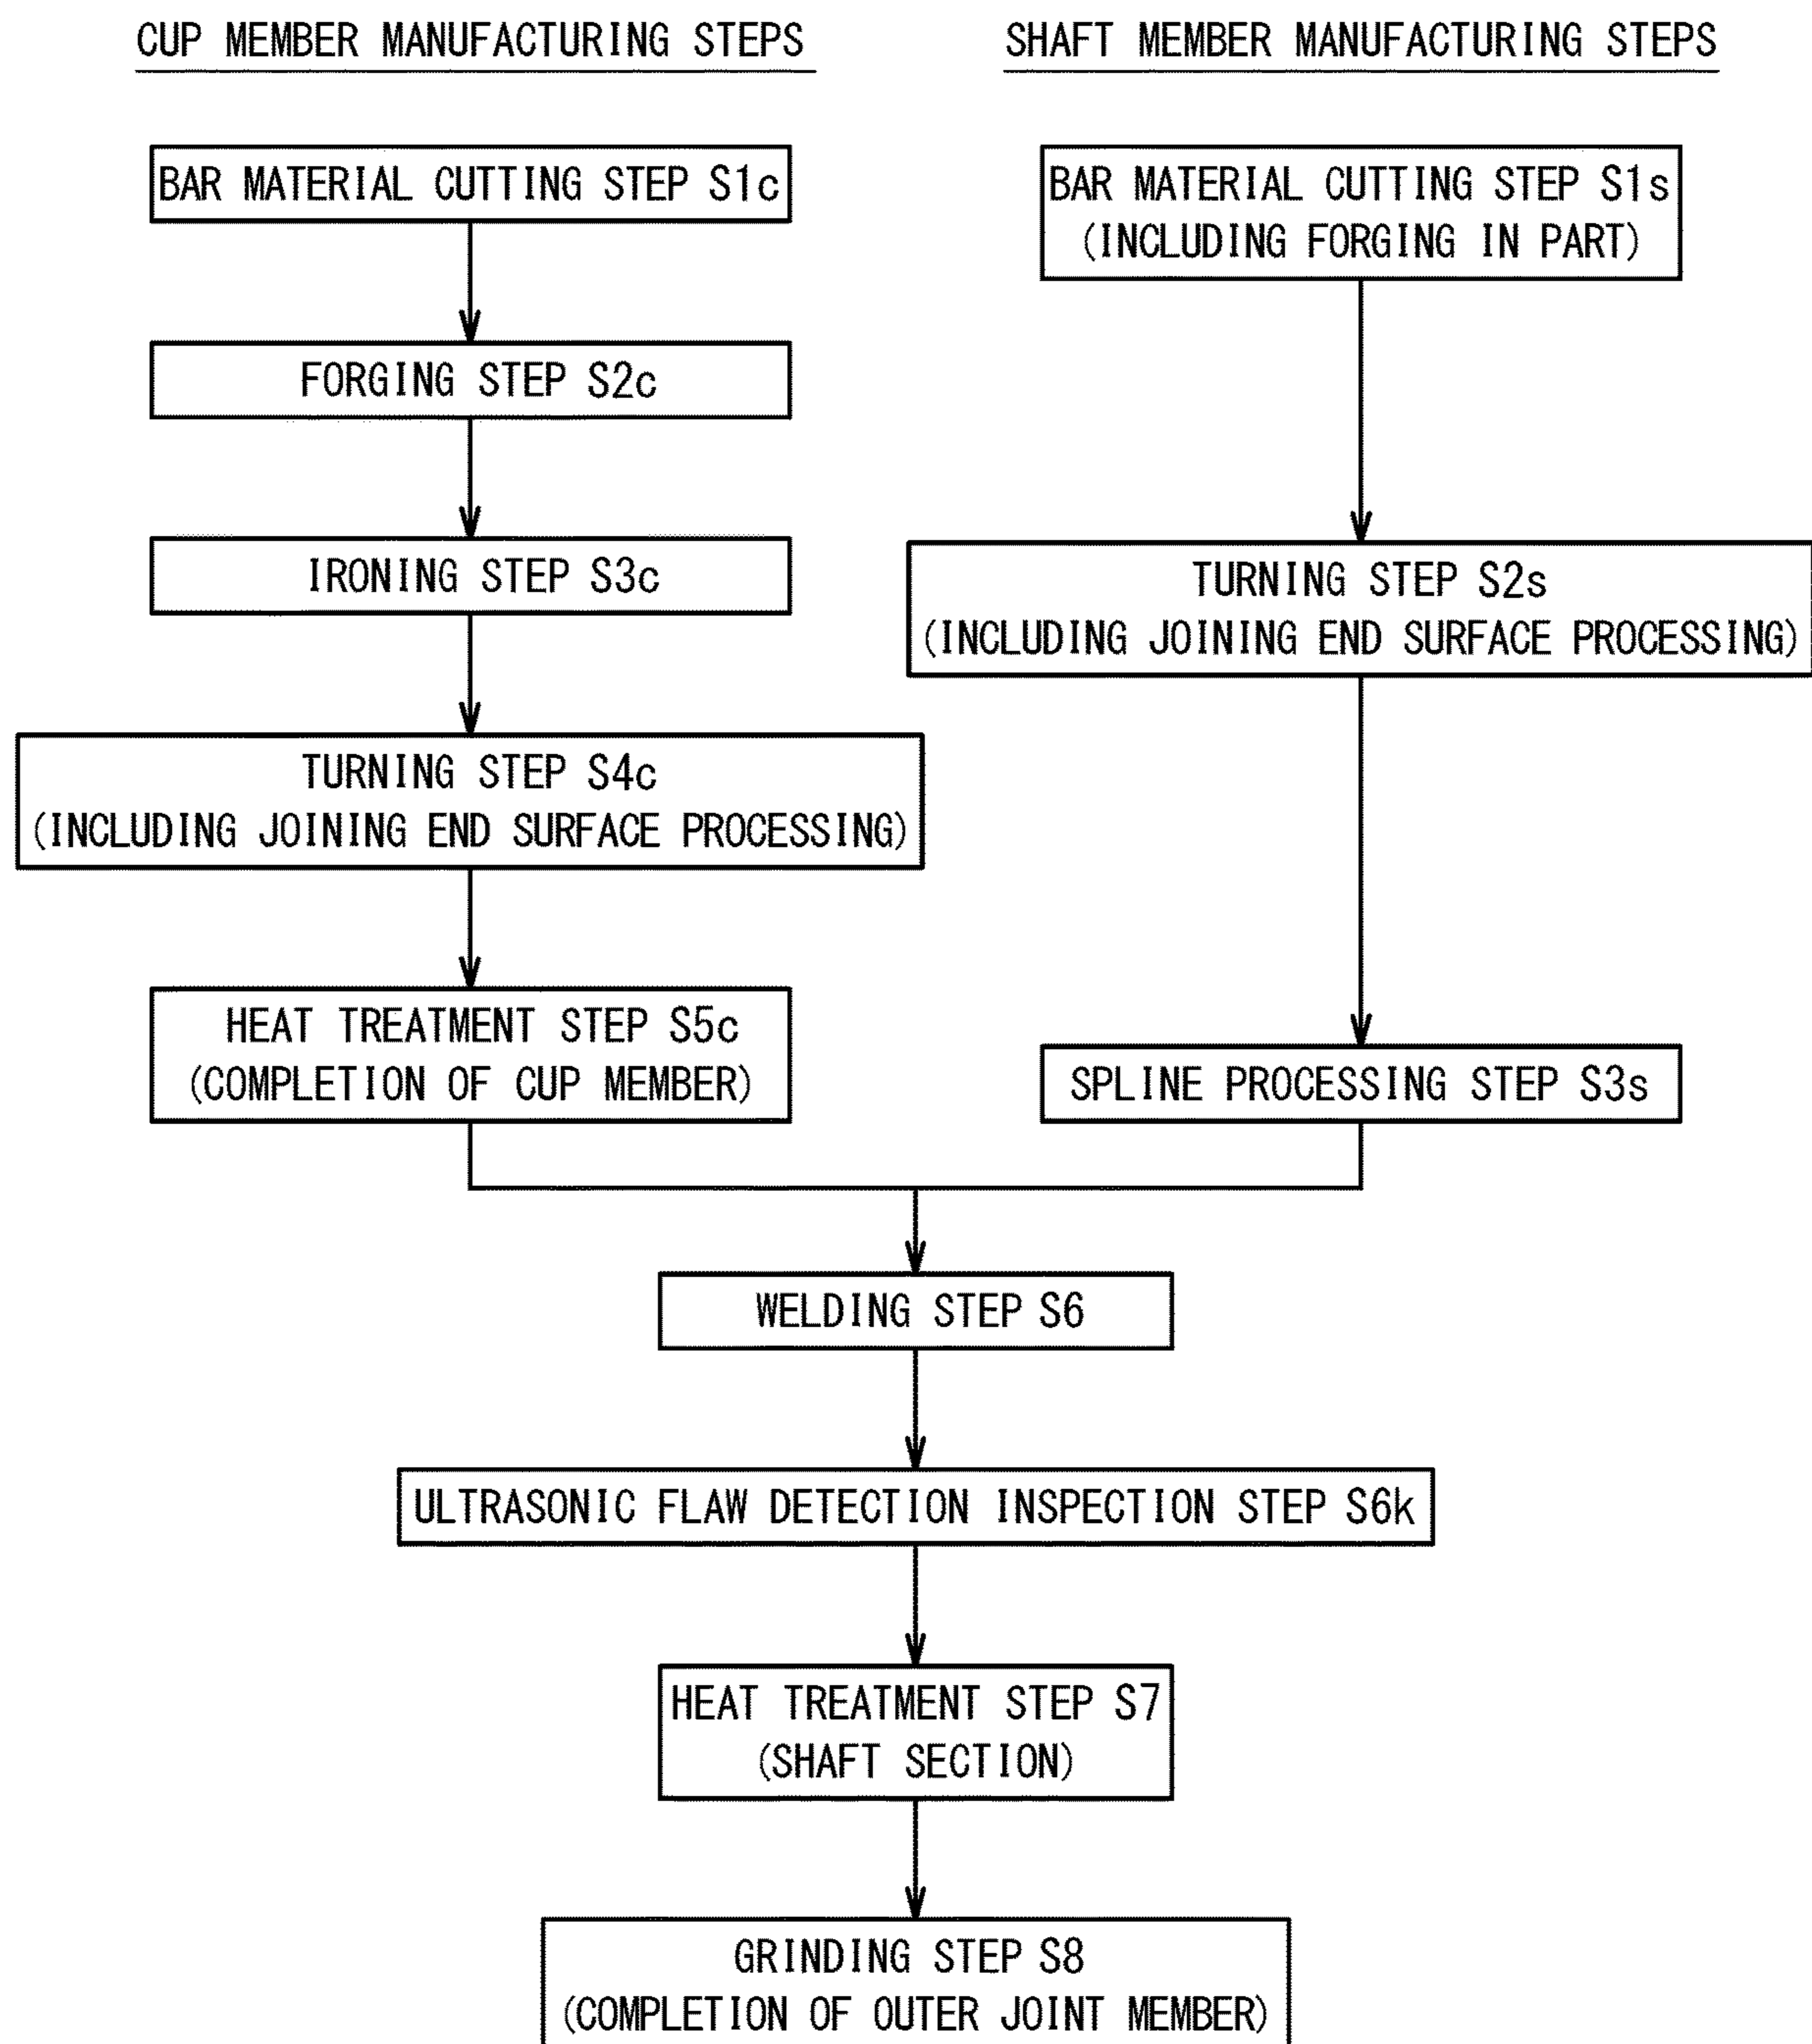 CUP MEMBER MANUFACTURING STEPS
BAR MATERIAL CUTTING STEP S1c
FORGING STEP S2c
IRONING STEP S3c
TURNING STEP S4c
(INCLUDING JOINING END SURFACE PROCESSING)
HEAT TREATMENT STEP S5c
(COMPLETION OF CUP MEMBER)
SHAFT MEMBER MANUFACTURING STEPS
BAR MATERIAL CUTTING STEP S1s
(INCLUDING FORGING IN PART)
TURNING STEP S2s
(INCLUDING JOINING END SURFACE PROCESSING)
SPLINE PROCESSING STEP S3s
WELDING STEP S6
ULTRASONIC FLAW DETECTION INSPECTION STEP S6k
HEAT TREATMENT STEP S7
(SHAFT SECTION)
GRINDING STEP S8
(COMPLETION OF OUTER JOINT MEMBER)